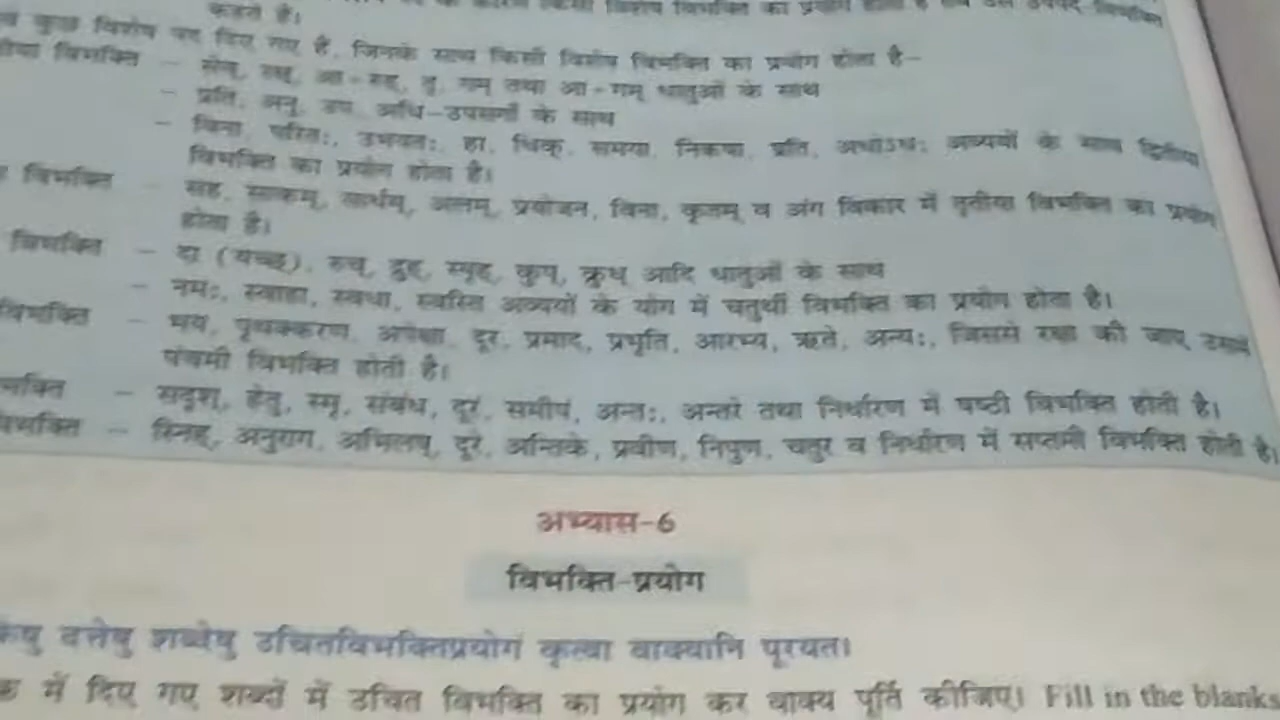 कहते हैं।
कुछ विशेष पद दिए गए हैं, जिनके साथ किसी विशेष विभक्ति का प्रयोग होता है–
विभक्ति – आ-रुह्, गम् तथा आ-गम् धातुओं के साथ
– प्रति, अनु, उप, अधि-उपसर्गों के साथ
– विना, परितः, उभयतः, हा, धिक्, समया, निकषा, प्रति, अधोऽधः अव्ययों के साथ द्वितीया
विभक्ति का प्रयोग होता है।
विभक्ति – सह, साकम्, सार्धम्, अलम्, प्रयोजन, विना, कृतम् व अंग विकार में तृतीया विभक्ति का प्रयोग
होता है।
विभक्ति – दा (यच्छ्), रुच्, द्रुह्, स्पृह्, कुप्, क्रुध् आदि धातुओं के साथ
– नमः, स्वाहा, स्वधा, स्वस्ति अव्ययों के योग में चतुर्थी विभक्ति का प्रयोग होता है।
विभक्ति – भय, पृथक्करण, अपेक्षा, दूर, प्रमाद, प्रभृति, आरभ्य, ऋते, अन्यः, जिससे रक्षा की जाए उसमें
पंचमी विभक्ति होती है।
– सदृश्, हेतु, स्मृ, संबंध, दूरं, समीपं, अन्तः, अन्तरे तथा निर्धारण में षष्ठी विभक्ति होती है।
विभक्ति – स्निह्, अनुराग, अभिलष्, दूरे, अन्तिके, प्रवीण, निपुण, चतुर व निर्धारण में सप्तमी विभक्ति होती है।
अभ्यास-6
विभक्ति-प्रयोग
दत्तेषु शब्देषु उचितविभक्तिप्रयोगं कृत्वा वाक्यानि पूरयत।
में दिए गए शब्दों में उचित विभक्ति का प्रयोग कर वाक्य पूर्ति कीजिए। Fill in the blanks